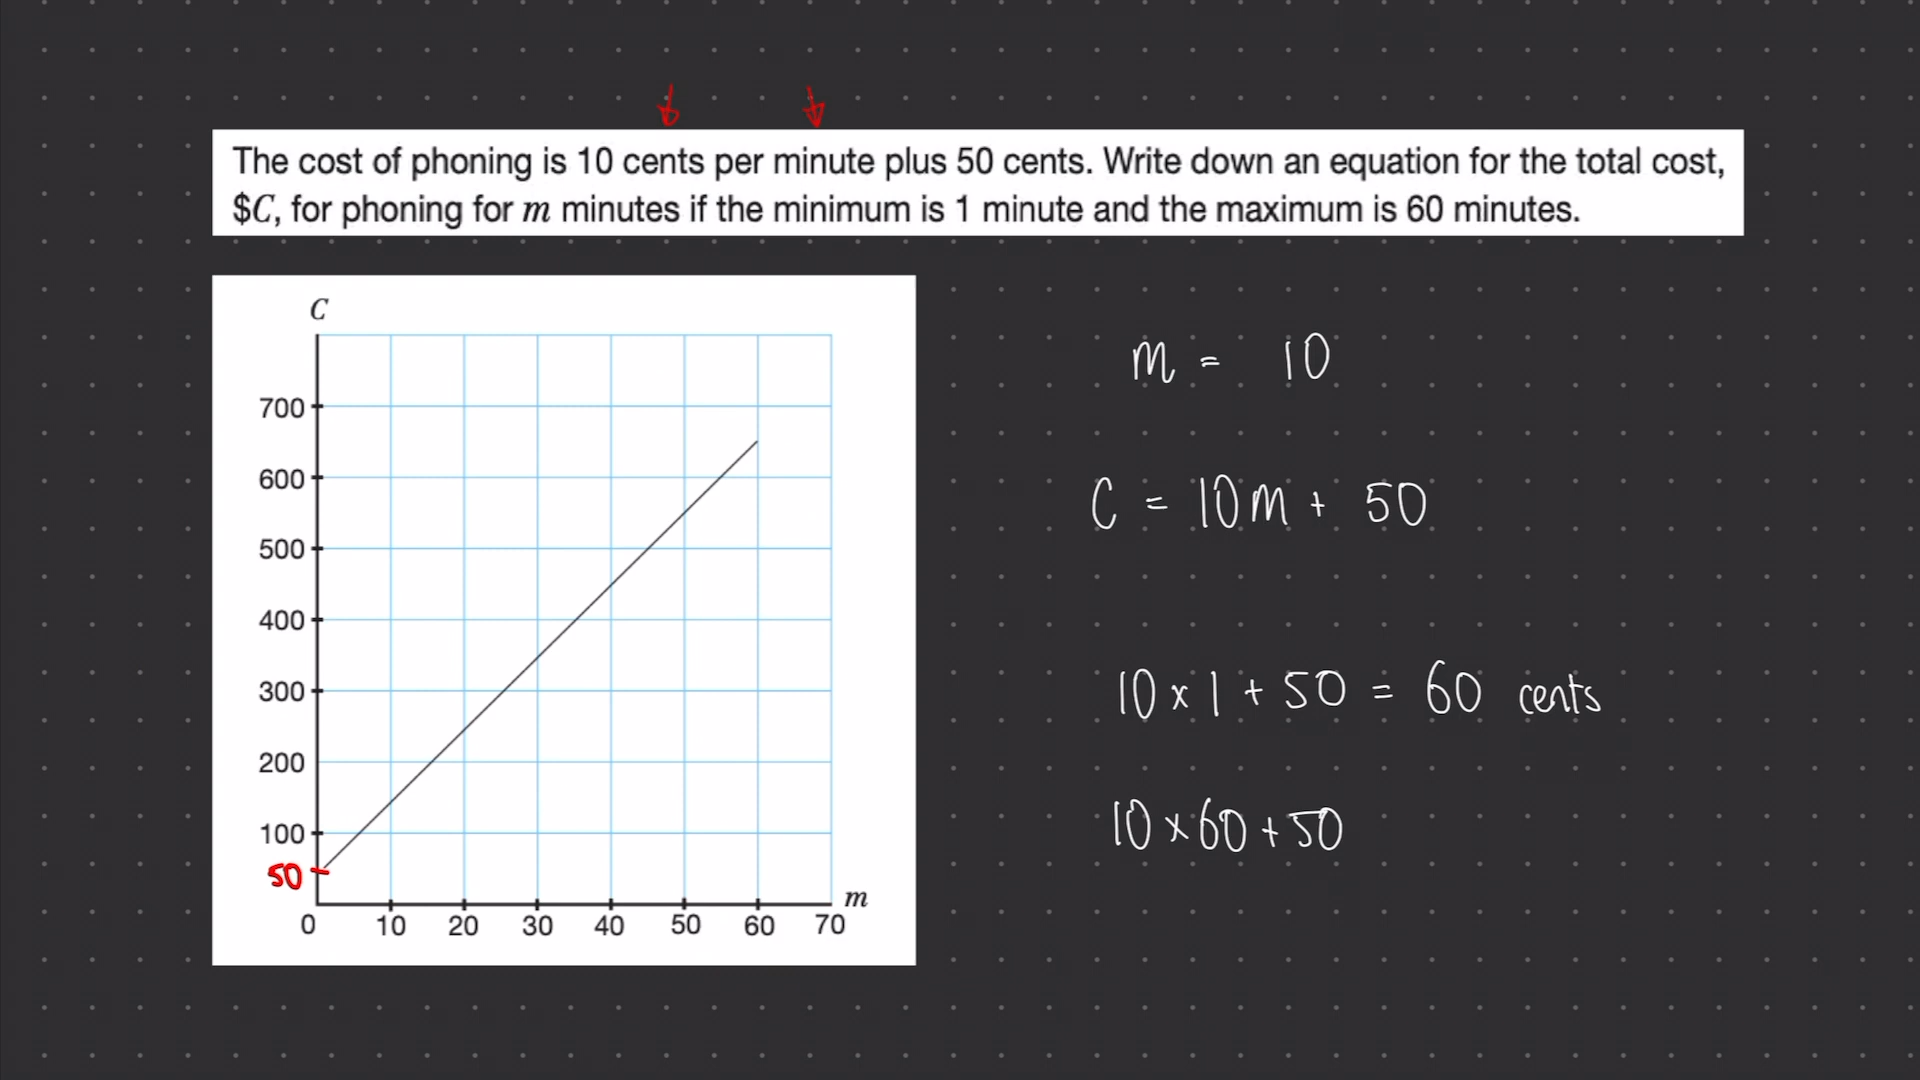 The cost of phoning is 10 cents per minute plus 50 cents. Write down an equation for the total cost,
$C, for phoning for m minutes if the minimum is 1 minute and the maximum is 60 minutes.
C
700
600
500
400
300
200
100
50
m
0 10 20 30 40 50 60 70
m = 10
C = 10m + 50
10 × 1 + 50 = 60 cents
10 × 60 + 50